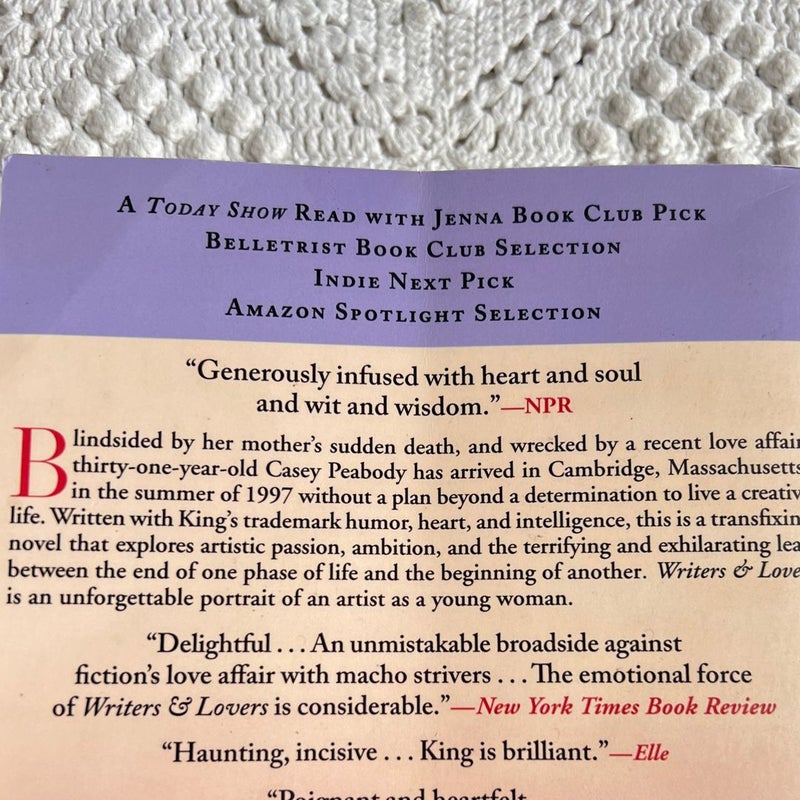 A TODAY SHOW READ WITH JENNA BOOK CLUB PICK
BELLETRIST BOOK CLUB SELECTION
INDIE NEXT PICK
AMAZON SPOTLIGHT SELECTION
“Generously infused with heart and soul
and wit and wisdom.”—NPR
Blindsided by her mother’s sudden death, and wrecked by a recent love affair
thirty-one-year-old Casey Peabody has arrived in Cambridge, Massachusetts
in the summer of 1997 without a plan beyond a determination to live a creativ
life. Written with King’s trademark humor, heart, and intelligence, this is a transfixin
novel that explores artistic passion, ambition, and the terrifying and exhilarating lea
between the end of one phase of life and the beginning of another. Writers & Love
is an unforgettable portrait of an artist as a young woman.
“Delightful . . . An unmistakable broadside against
fiction’s love affair with macho strivers . . . The emotional force
of Writers & Lovers is considerable.”—New York Times Book Review
“Haunting, incisive . . . King is brilliant.”—Elle
“Poignant and heartfelt